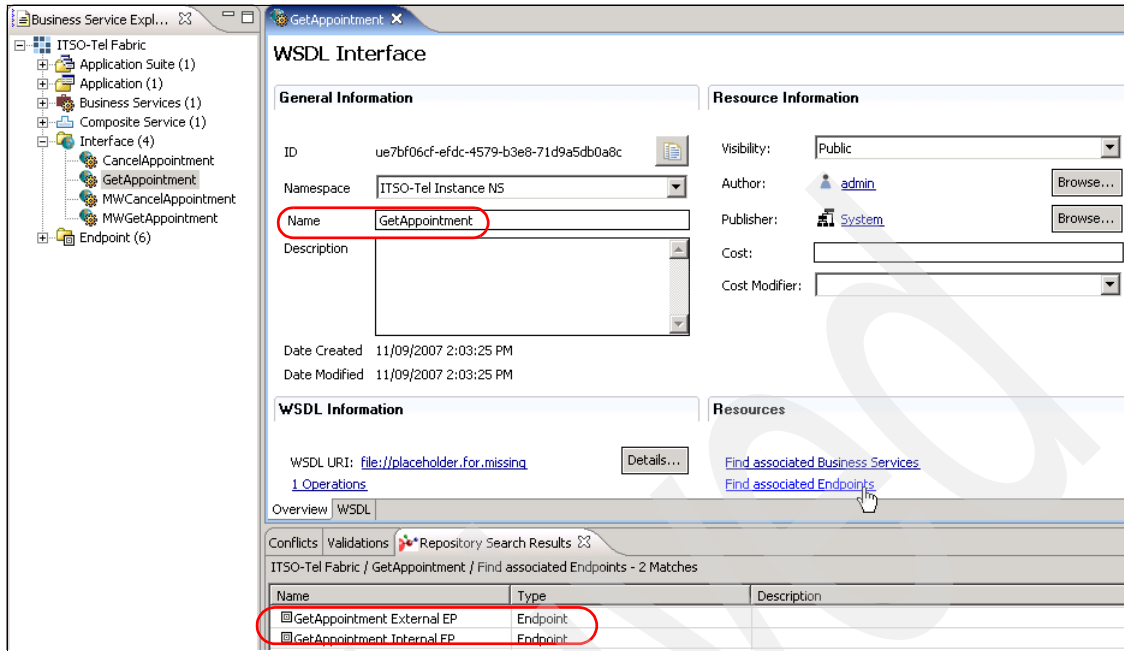 Business Service Expl...
ITSO-Tel Fabric
Application Suite (1)
Application (1)
Business Services (1)
Composite Service (1)
Interface (4)
CancelAppointment
GetAppointment
MWCancelAppointment
MWGetAppointment
Endpoint (6)
GetAppointment
WSDL Interface
General Information
ID ue7bf06cf-efdc-4579-b3e8-71d9a5db0a8c
Namespace ITSO-Tel Instance NS
Name GetAppointment
Description
Date Created 11/09/2007 2:03:25 PM
Date Modified 11/09/2007 2:03:25 PM
Resource Information
Visibility: Public
Author: admin Browse...
Publisher: System Browse...
Cost:
Cost Modifier:
WSDL Information
WSDL URI: file://placeholder.for.missing Details...
1 Operations
Resources
Find associated Business Services
Find associated Endpoints
Overview WSDL
Conflicts Validations Repository Search Results
ITSO-Tel Fabric / GetAppointment / Find associated Endpoints - 2 Matches
Name Type Description
GetAppointment External EP Endpoint
GetAppointment Internal EP Endpoint